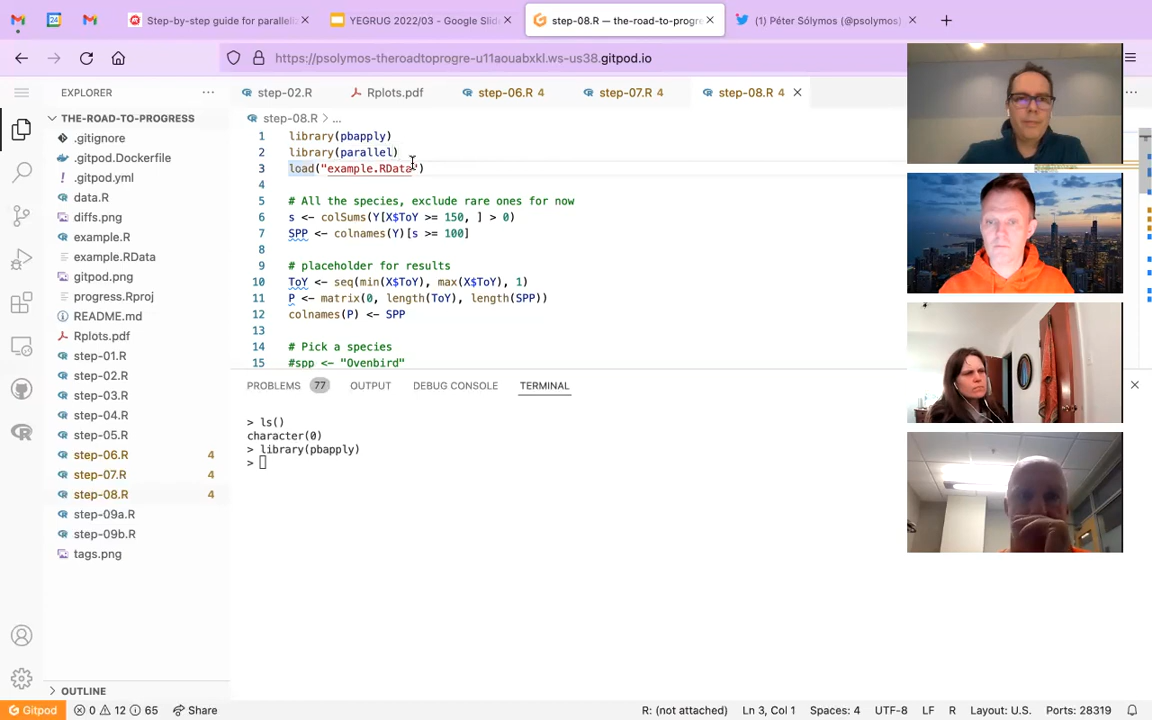 Step-by-step guide for paralleli
YEGRUG 2022/03 - Google Slide
step-08.R — the-road-to-progre
(1) Péter Sólymos (@psolymos)
https://psolymos-theroadtoprogre-u11aouabxkl.ws-us38.gitpod.io
EXPLORER
step-02.R
Rplots.pdf
step-06.R 4
step-07.R 4
step-08.R 4
THE-ROAD-TO-PROGRESS
.gitignore
.gitpod.Dockerfile
.gitpod.yml
data.R
diffs.png
example.R
example.RData
gitpod.png
progress.Rproj
README.md
Rplots.pdf
step-01.R
step-02.R
step-03.R
step-04.R
step-05.R
step-06.R 4
step-07.R 4
step-08.R 4
step-09a.R
step-09b.R
tags.png
OUTLINE
step-08.R > ...
1 library(pbapply)
2 library(parallel)
3 load("example.RData")
4
5 # All the species, exclude rare ones for now
6 s <- colSums(Y[X$ToY >= 150, ] > 0)
7 SPP <- colnames(Y)[s >= 100]
8
9 # placeholder for results
10 ToY <- seq(min(X$ToY), max(X$ToY), 1)
11 P <- matrix(0, length(ToY), length(SPP))
12 colnames(P) <- SPP
13
14 # Pick a species
15 #spp <- "Ovenbird"
PROBLEMS 77 OUTPUT DEBUG CONSOLE TERMINAL
> ls()
character(0)
> library(pbapply)
>
Gitpod 0 12 65 Share
R: (not attached) Ln 3, Col 1 Spaces: 4 UTF-8 LF R Layout: U.S. Ports: 28319